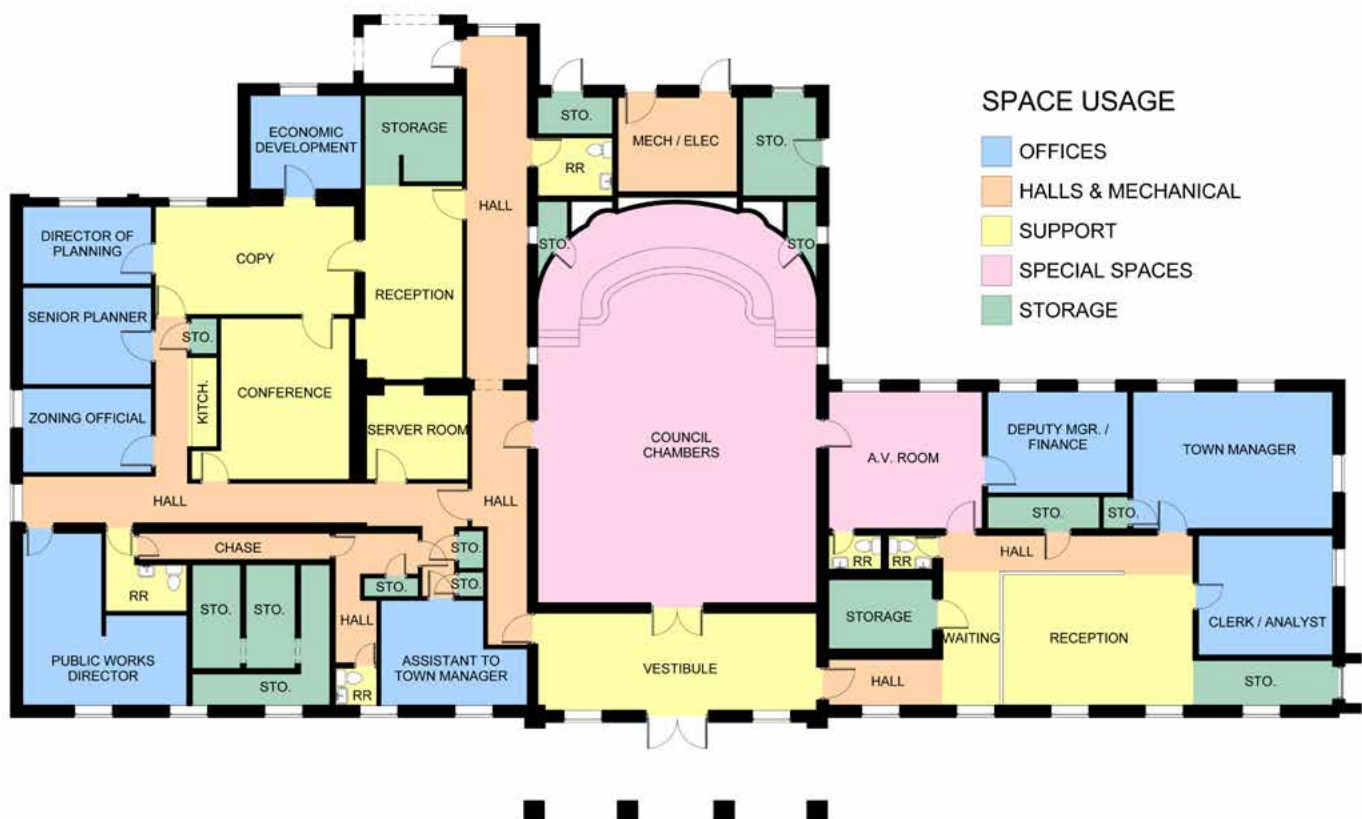 SPACE USAGE
OFFICES
HALLS & MECHANICAL
SUPPORT
SPECIAL SPACES
STORAGE
ECONOMIC
DEVELOPMENT
STORAGE
STO.
MECH / ELEC
STO.
RR
HALL
DIRECTOR OF
PLANNING
COPY
STO.
STO.
RECEPTION
SENIOR PLANNER
STO.
KITCH.
CONFERENCE
ZONING OFFICIAL
SERVER ROOM
COUNCIL
CHAMBERS
A.V. ROOM
DEPUTY MGR. /
FINANCE
TOWN MANAGER
HALL
HALL
STO.
STO.
CHASE
STO.
HALL
RR
RR
RR
STO.
STO.
STO.
STO.
HALL
STORAGE
WAITING
RECEPTION
CLERK / ANALYST
PUBLIC WORKS
DIRECTOR
ASSISTANT TO
TOWN MANAGER
VESTIBULE
STO.
RR
HALL
STO.